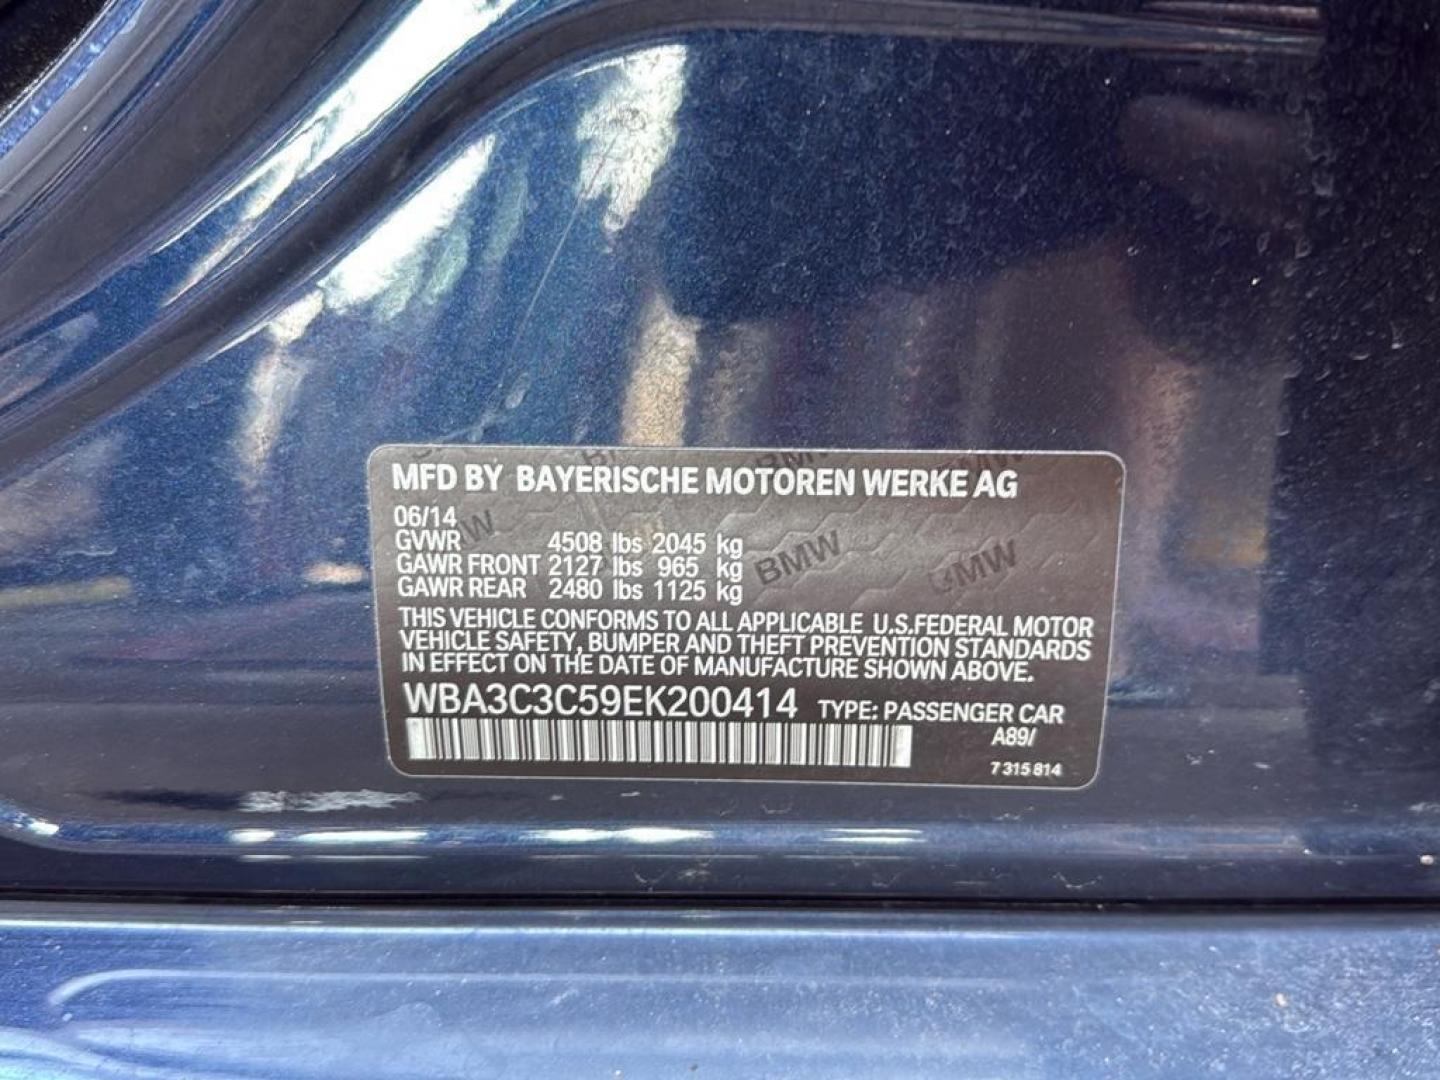 MFD BY BAYERISCHE MOTOREN WERKE AG
06/14
GVWR 4508 lbs 2045 kg
GAWR FRONT 2127 lbs 965 kg
GAWR REAR 2480 lbs 1125 kg
THIS VEHICLE CONFORMS TO ALL APPLICABLE U.S.FEDERAL MOTOR
VEHICLE SAFETY, BUMPER AND THEFT PREVENTION STANDARDS
IN EFFECT ON THE DATE OF MANUFACTURE SHOWN ABOVE.
WBA3C3C59EK200414 TYPE: PASSENGER CAR
A89/
7 315 814
BMW
BMW
BMW